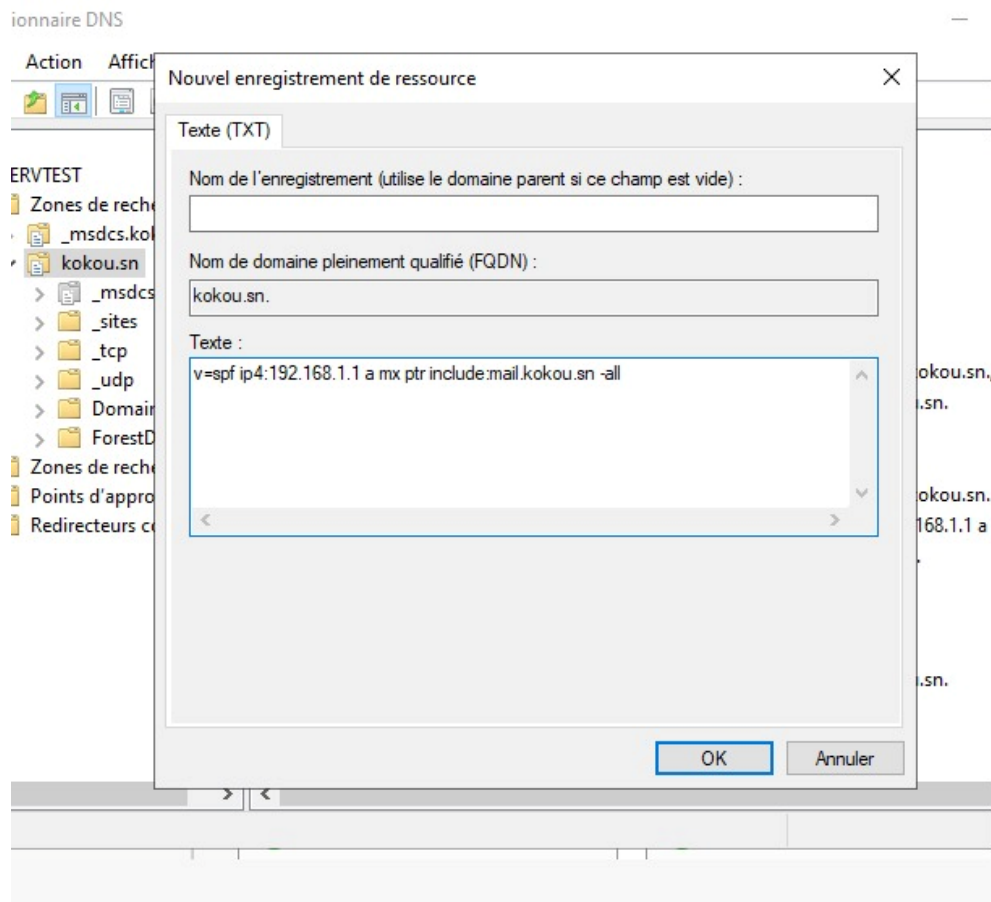 ionnaire DNS
Action Affich
Nouvel enregistrement de ressource
Texte (TXT)
Nom de l'enregistrement (utilise le domaine parent si ce champ est vide) :
Nom de domaine pleinement qualifié (FQDN) :
kokou.sn.
Texte :
v=spf ip4:192.168.1.1 a mx ptr include:mail.kokou.sn -all
OK Annuler
ERVTEST
Zones de reche
_msdcs.kok
kokou.sn
_msdcs
_sites
_tcp
_udp
Domair
ForestD
Zones de reche
Points d'appro
Redirecteurs co
okou.sn.,
.sn.
okou.sn.
168.1.1 a
.sn.